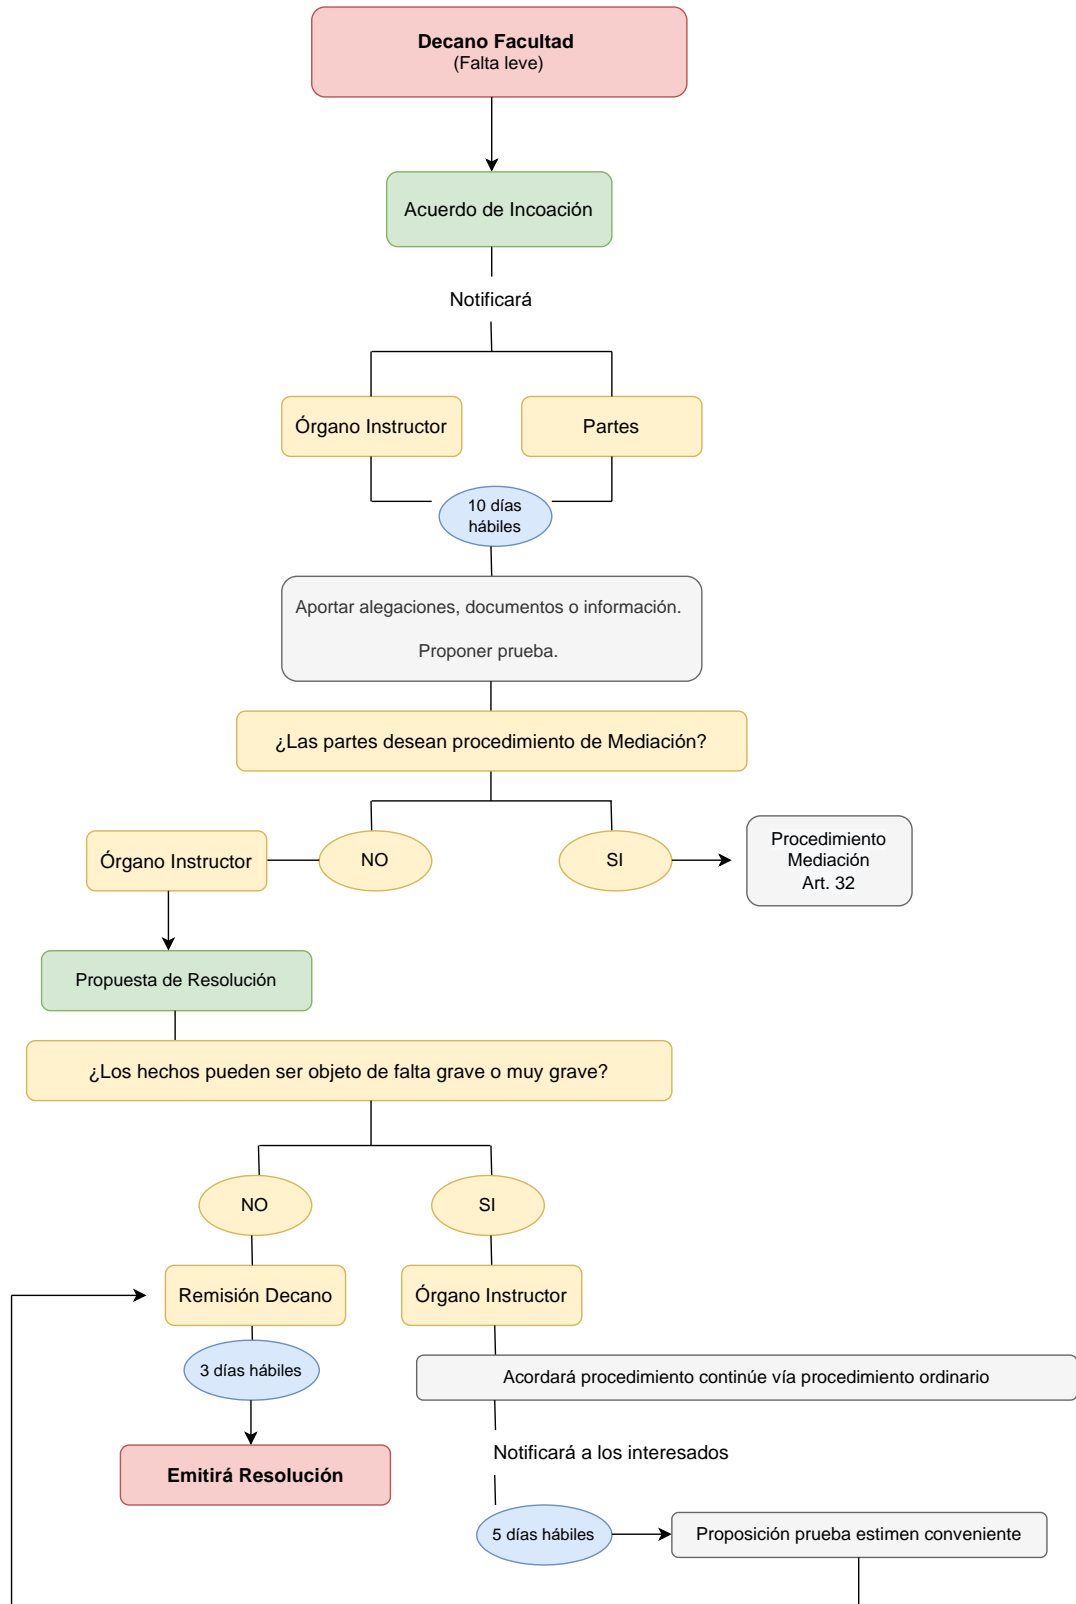 Decano Facultad
(Falta leve)
Acuerdo de Incoación
Notificará
Órgano Instructor
Partes
10 días
hábiles
Aportar alegaciones, documentos o información.
Proponer prueba.
¿Las partes desean procedimiento de Mediación?
Órgano Instructor
NO
SI
Procedimiento
Mediación
Art. 32
Propuesta de Resolución
¿Los hechos pueden ser objeto de falta grave o muy grave?
NO
SI
Remisión Decano
Órgano Instructor
3 días hábiles
Acordará procedimiento continúe vía procedimiento ordinario
Emitirá Resolución
Notificará a los interesados
5 días hábiles
Proposición prueba estimen conveniente